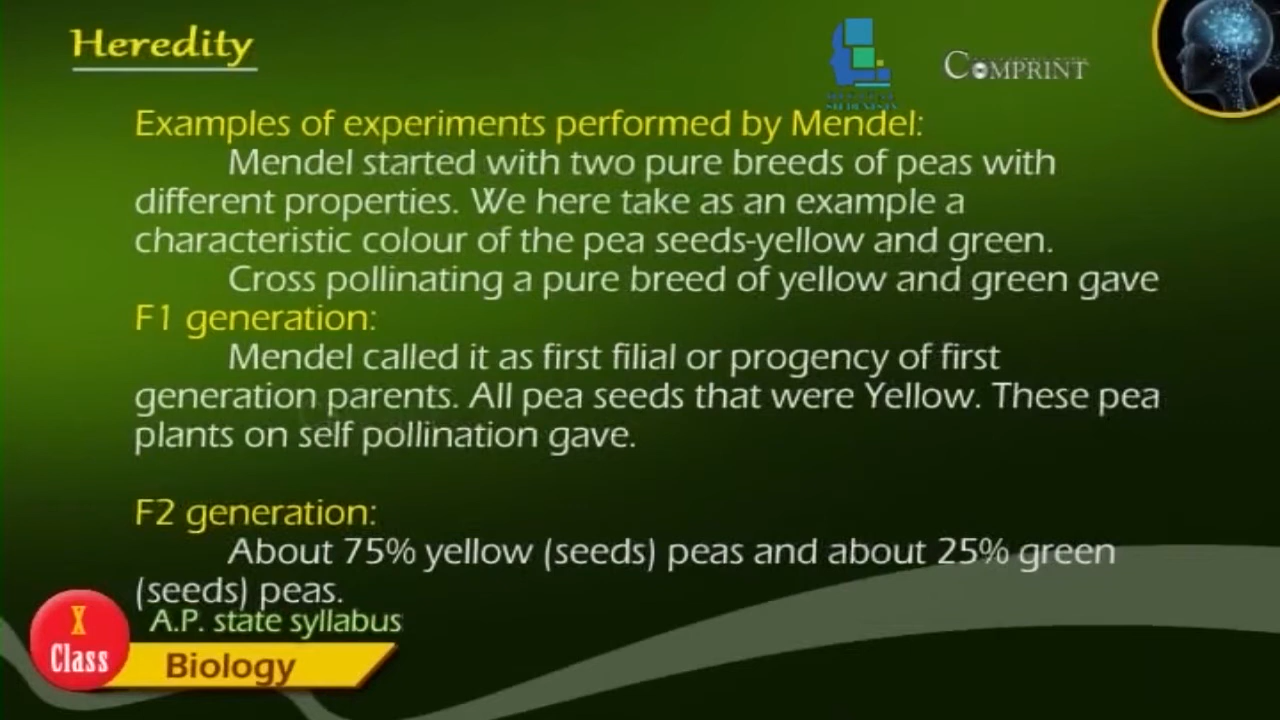 Heredity
COMPRINT
Examples of experiments performed by Mendel:
Mendel started with two pure breeds of peas with
different properties. We here take as an example a
characteristic colour of the pea seeds-yellow and green.
Cross pollinating a pure breed of yellow and green gave
F1 generation:
Mendel called it as first filial or progency of first
generation parents. All pea seeds that were Yellow. These pea
plants on self pollination gave.
F2 generation:
About 75% yellow (seeds) peas and about 25% green
(seeds) peas.
A.P. state syllabus
X
Class
Biology